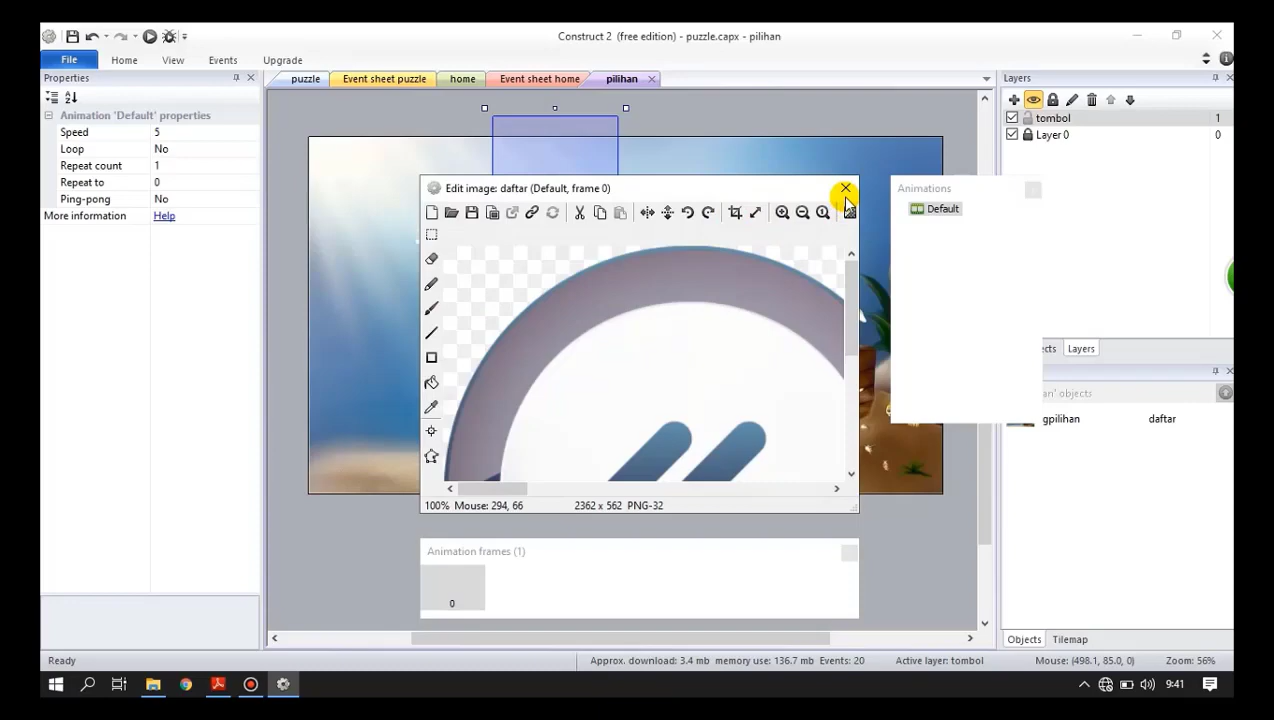 Construct 2 (free edition) - puzzle.capx - pilihan
File Home View Events Upgrade
Properties
puzzle Event sheet puzzle home Event sheet home pilihan
Layers
Animation 'Default' properties
Speed 5
Loop No
Repeat count 1
Repeat to 0
Ping-pong No
More information Help
tombol 1
Layer 0 0
Edit image: daftar (Default, frame 0)
Animations
Default
Layers
objects
daftar
100% Mouse: 294, 66 2362 x 562 PNG-32
Animation frames (1)
0
Objects Tilemap
Ready
Approx. download: 3.4 mb memory use: 136.7 mb Events: 20 Active layer: tombol Mouse: (498.1, 85.0, 0) Zoom: 56%
9:41